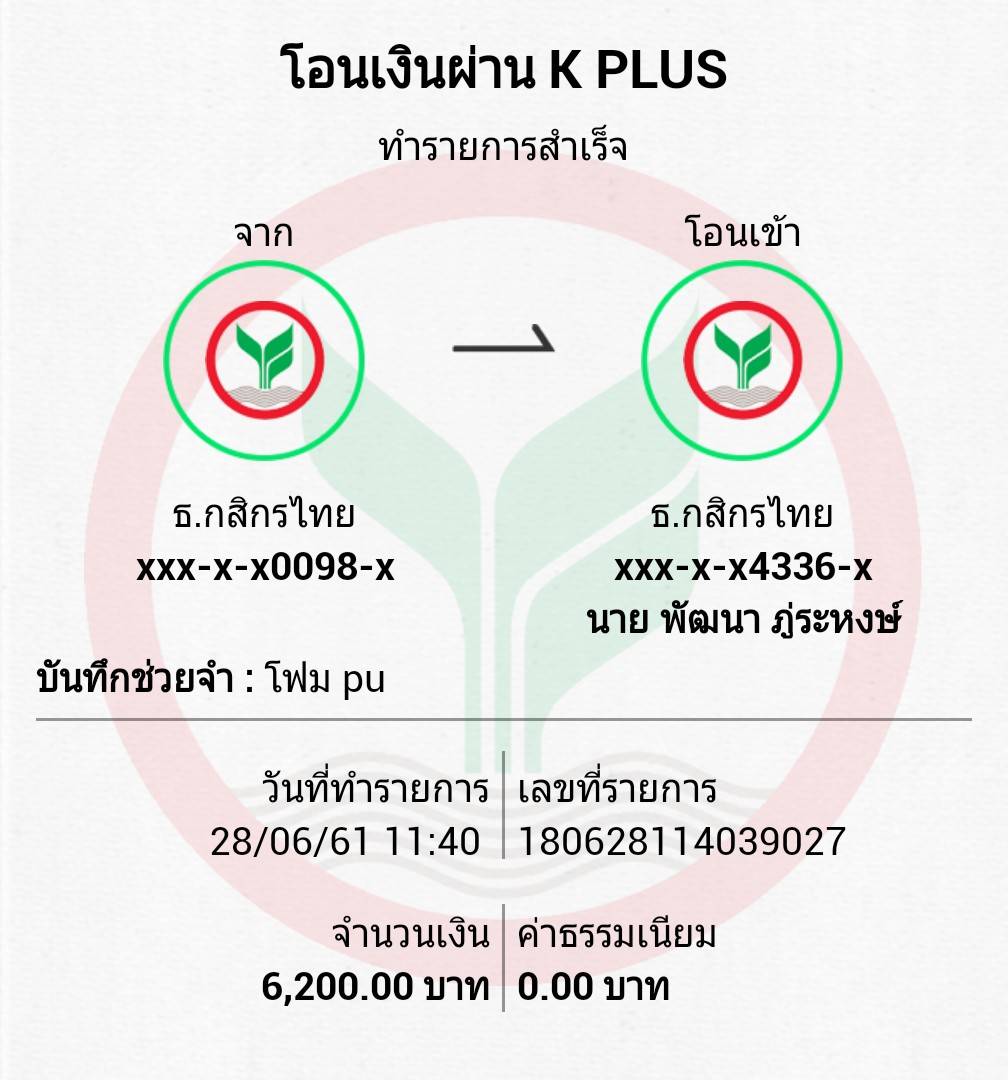 โอนเงินผ่าน K PLUS
ทำรายการสำเร็จ
จาก
โอนเข้า
ธ.กสิกรไทย
xxx-x-x0098-x
ธ.กสิกรไทย
xxx-x-x4336-x
นาย พัฒนา ภู่ระหงษ์
บันทึกช่วยจำ : โฟม pu
วันที่ทำรายการ
28/06/61 11:40
เลขที่รายการ
180628114039027
จำนวนเงิน
6,200.00 บาท
ค่าธรรมเนียม
0.00 บาท